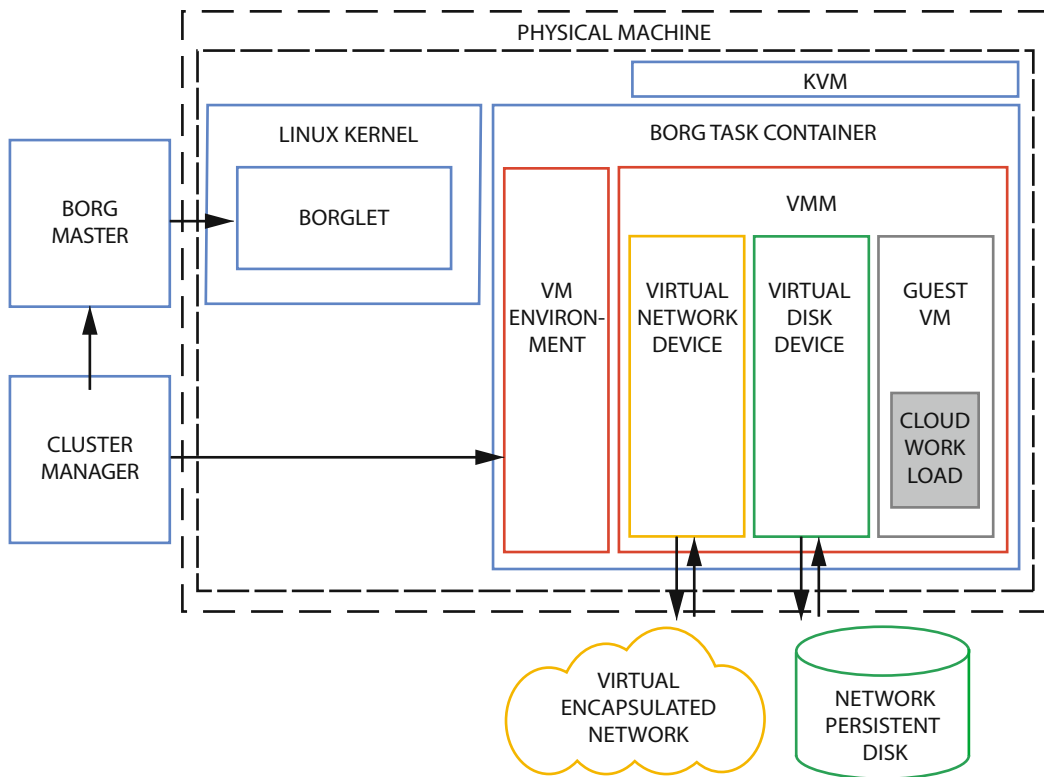 PHYSICAL MACHINE
KVM
LINUX KERNEL
BORG TASK CONTAINER
BORGLET
BORG
MASTER
VMM
VM
ENVIRON-
MENT
VIRTUAL
NETWORK
DEVICE
VIRTUAL
DISK
DEVICE
GUEST
VM
CLUSTER
MANAGER
CLOUD
WORK
LOAD
VIRTUAL
ENCAPSULATED
NETWORK
NETWORK
PERSISTENT
DISK